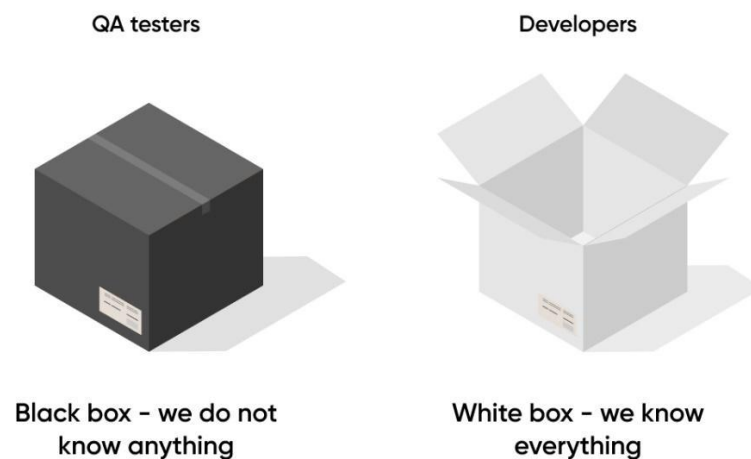 QA testers
Developers
Black box - we do not
know anything
White box - we know
everything